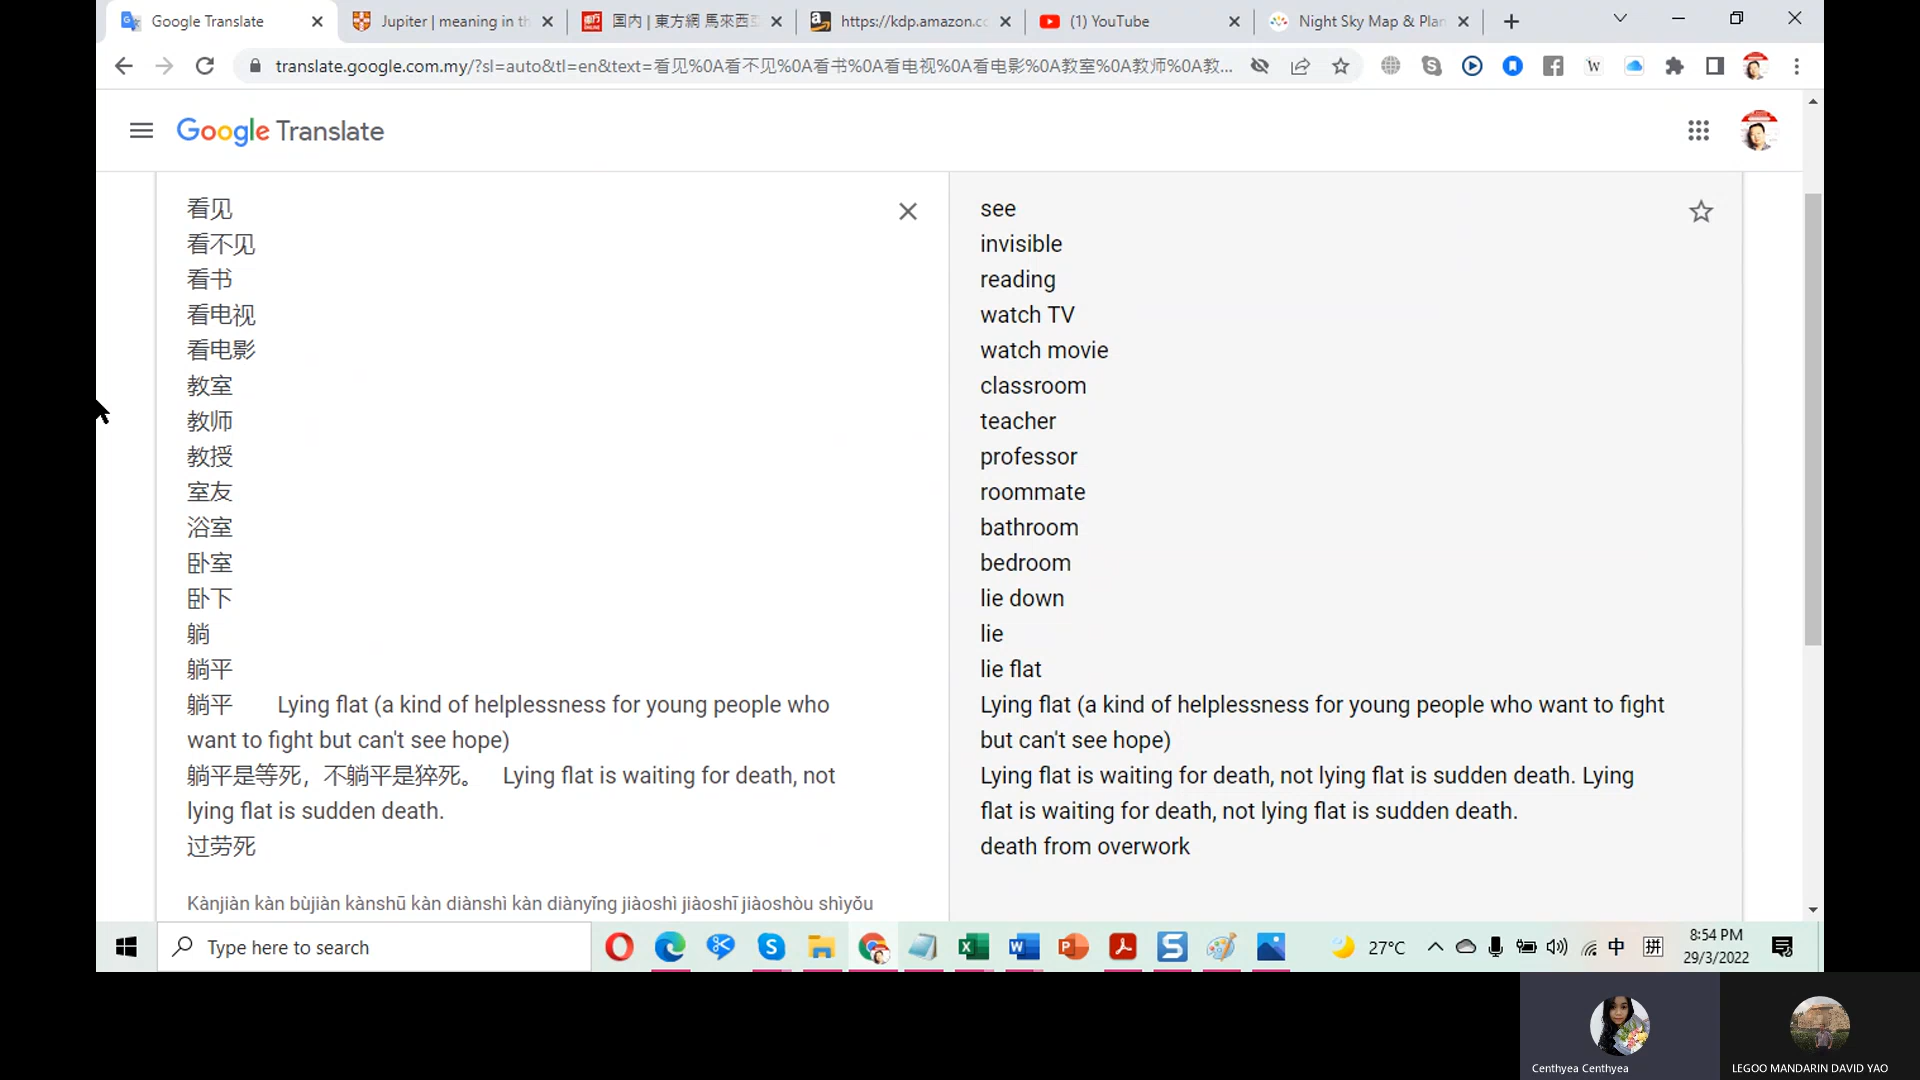 Google Translate
Jupiter | meaning in th
国内 | 東方網 馬來西亞
https://kdp.amazon.co
(1) YouTube
Night Sky Map & Plan
translate.google.com.my/?sl=auto&tl=en&text=看见%0A看不见%0A看书%0A看电视%0A看电影%0A教室%0A教师%0A教...
Google Translate
看见
看不见
看书
看电视
看电影
教室
教师
教授
室友
浴室
卧室
卧下
躺
躺平
躺平 Lying flat (a kind of helplessness for young people who
want to fight but can't see hope)
躺平是等死，不躺平是猝死。 Lying flat is waiting for death, not
lying flat is sudden death.
过劳死
Kànjiàn kàn bùjiàn kànshū kàn diànshì kàn diànyǐng jiàoshì jiàoshī jiàoshòu shìyǒu
see
invisible
reading
watch TV
watch movie
classroom
teacher
professor
roommate
bathroom
bedroom
lie down
lie
lie flat
Lying flat (a kind of helplessness for young people who want to fight
but can't see hope)
Lying flat is waiting for death, not lying flat is sudden death. Lying
flat is waiting for death, not lying flat is sudden death.
death from overwork
Type here to search
27°C
中
拼
8:54 PM
29/3/2022
Centhyea Centhyea
LEGOO MANDARIN DAVID YAO